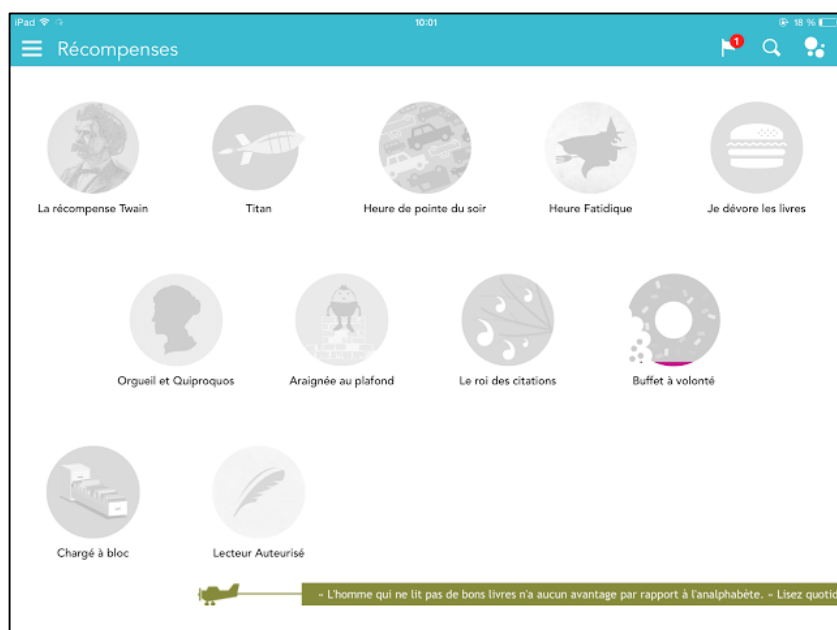 iPad 10:01 18 %
Récompenses 1
La récompense Twain Titan Heure de pointe du soir Heure Fatidique Je dévore les livres
Orgueil et Quiproquos Araignée au plafond Le roi des citations Buffet à volonté
Chargé à bloc Lecteur Auteurisé
« L'homme qui ne lit pas de bons livres n'a aucun avantage par rapport à l'analphabète. » Lisez